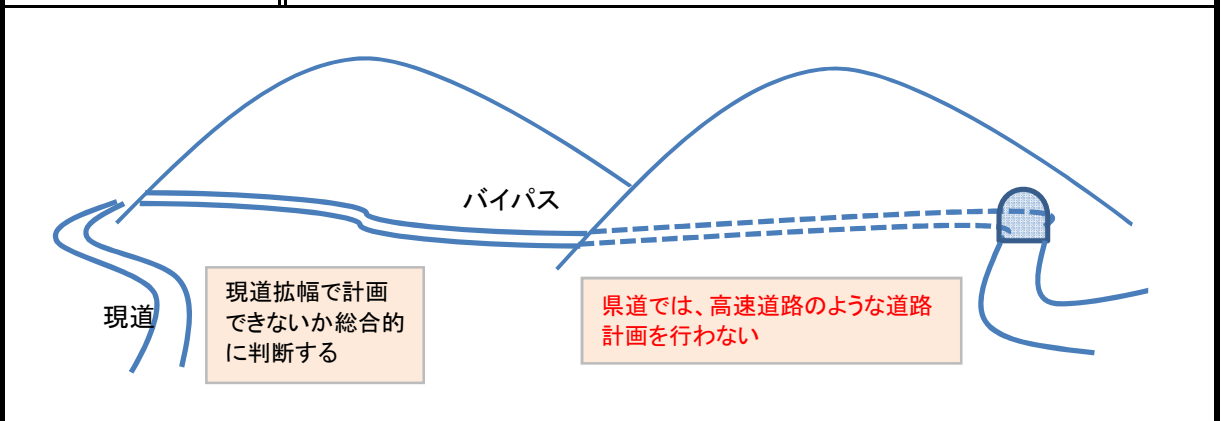 バイパス
現道
現道拡幅で計画
できないか総合的
に判断する
県道では、高速道路のような道路
計画を行わない